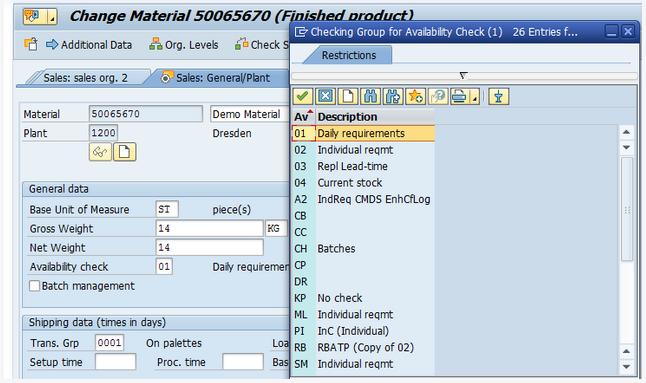 Change Material 50065670 (Finished product)
Additional Data
Org. Levels
Check S
Sales: sales org. 2
Sales: General/Plant
Material
50065670
Demo Material
Plant
1200
Dresden
General data
Base Unit of Measure
ST
piece(s)
Gross Weight
14
KG
Net Weight
14
Availability check
01
Daily requiremen
Batch management
Shipping data (times in days)
Trans. Grp
0001
On palettes
Loa
Setup time
Proc. time
Bas
Checking Group for Availability Check (1) 26 Entries f...
Restrictions
Av Description
01 Daily requirements
02 Individual reqmt
03 Repl Lead-time
04 Current stock
A2 IndReq CMDS EnhCfLog
CB
CC
CH Batches
CP
DR
KP No check
ML Individual reqmt
PI InC (Individual)
RB RBATP (Copy of 02)
SM Individual reqmt